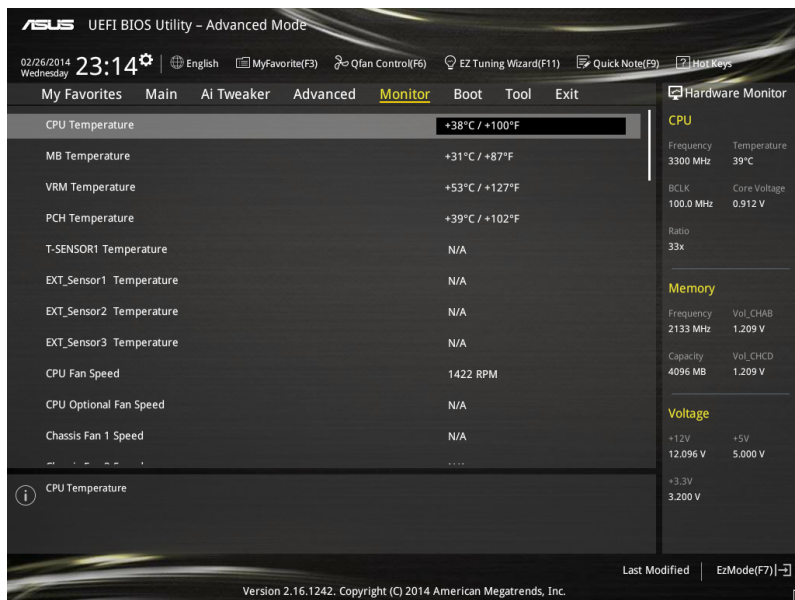 ASUS UEFI BIOS Utility – Advanced Mode
02/26/2014 Wednesday 23:14 English MyFavorite(F3) Qfan Control(F6) EZ Tuning Wizard(F11) Quick Note(F9) ? Hot Keys
My Favorites Main Ai Tweaker Advanced Monitor Boot Tool Exit
CPU Temperature +38°C / +100°F
MB Temperature +31°C / +87°F
VRM Temperature +53°C / +127°F
PCH Temperature +39°C / +102°F
T-SENSOR1 Temperature N/A
EXT_Sensor1 Temperature N/A
EXT_Sensor2 Temperature N/A
EXT_Sensor3 Temperature N/A
CPU Fan Speed 1422 RPM
CPU Optional Fan Speed N/A
Chassis Fan 1 Speed N/A
CPU Temperature
Hardware Monitor
CPU
Frequency Temperature
3300 MHz 39°C
BCLK Core Voltage
100.0 MHz 0.912 V
Ratio
33x
Memory
Frequency Vol_CHAB
2133 MHz 1.209 V
Capacity Vol_CHCD
4096 MB 1.209 V
Voltage
+12V +5V
12.096 V 5.000 V
+3.3V
3.200 V
Last Modified EzMode(F7)
Version 2.16.1242. Copyright (C) 2014 American Megatrends, Inc.